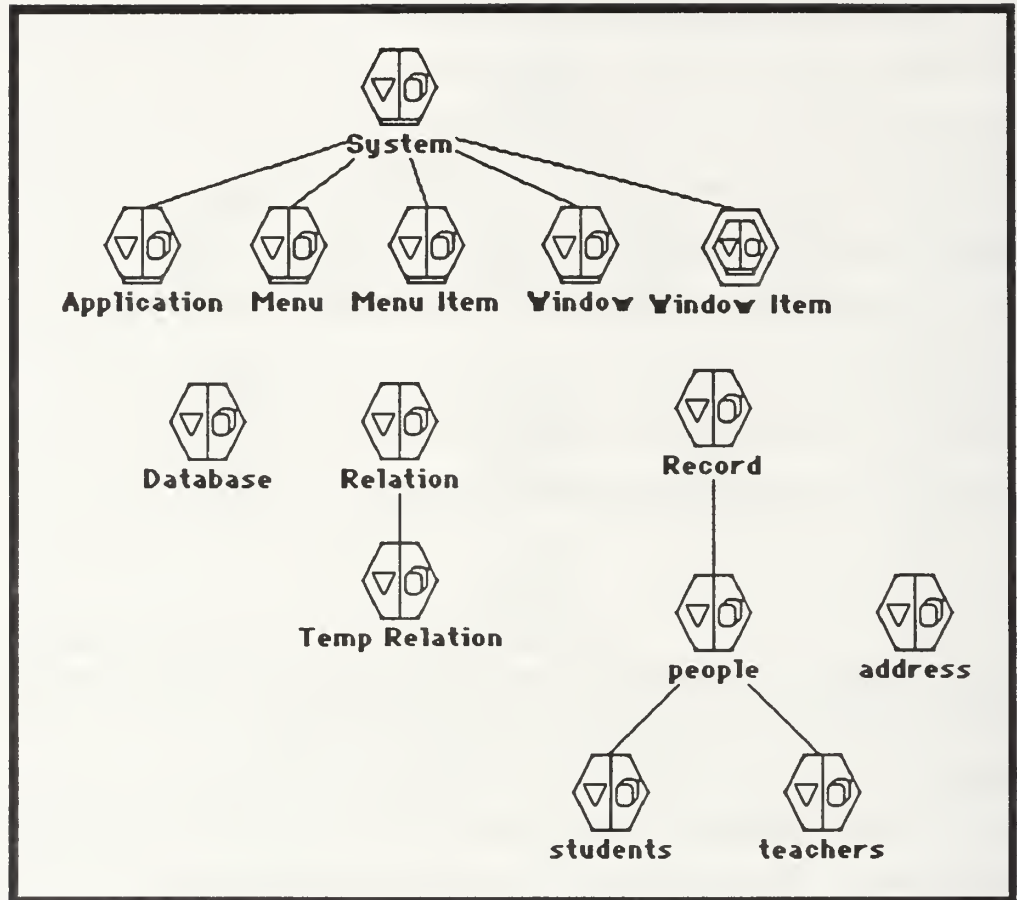 System
Application Menu Menu Item Window Window Item
Database Relation Record
Temp Relation
people address
students teachers